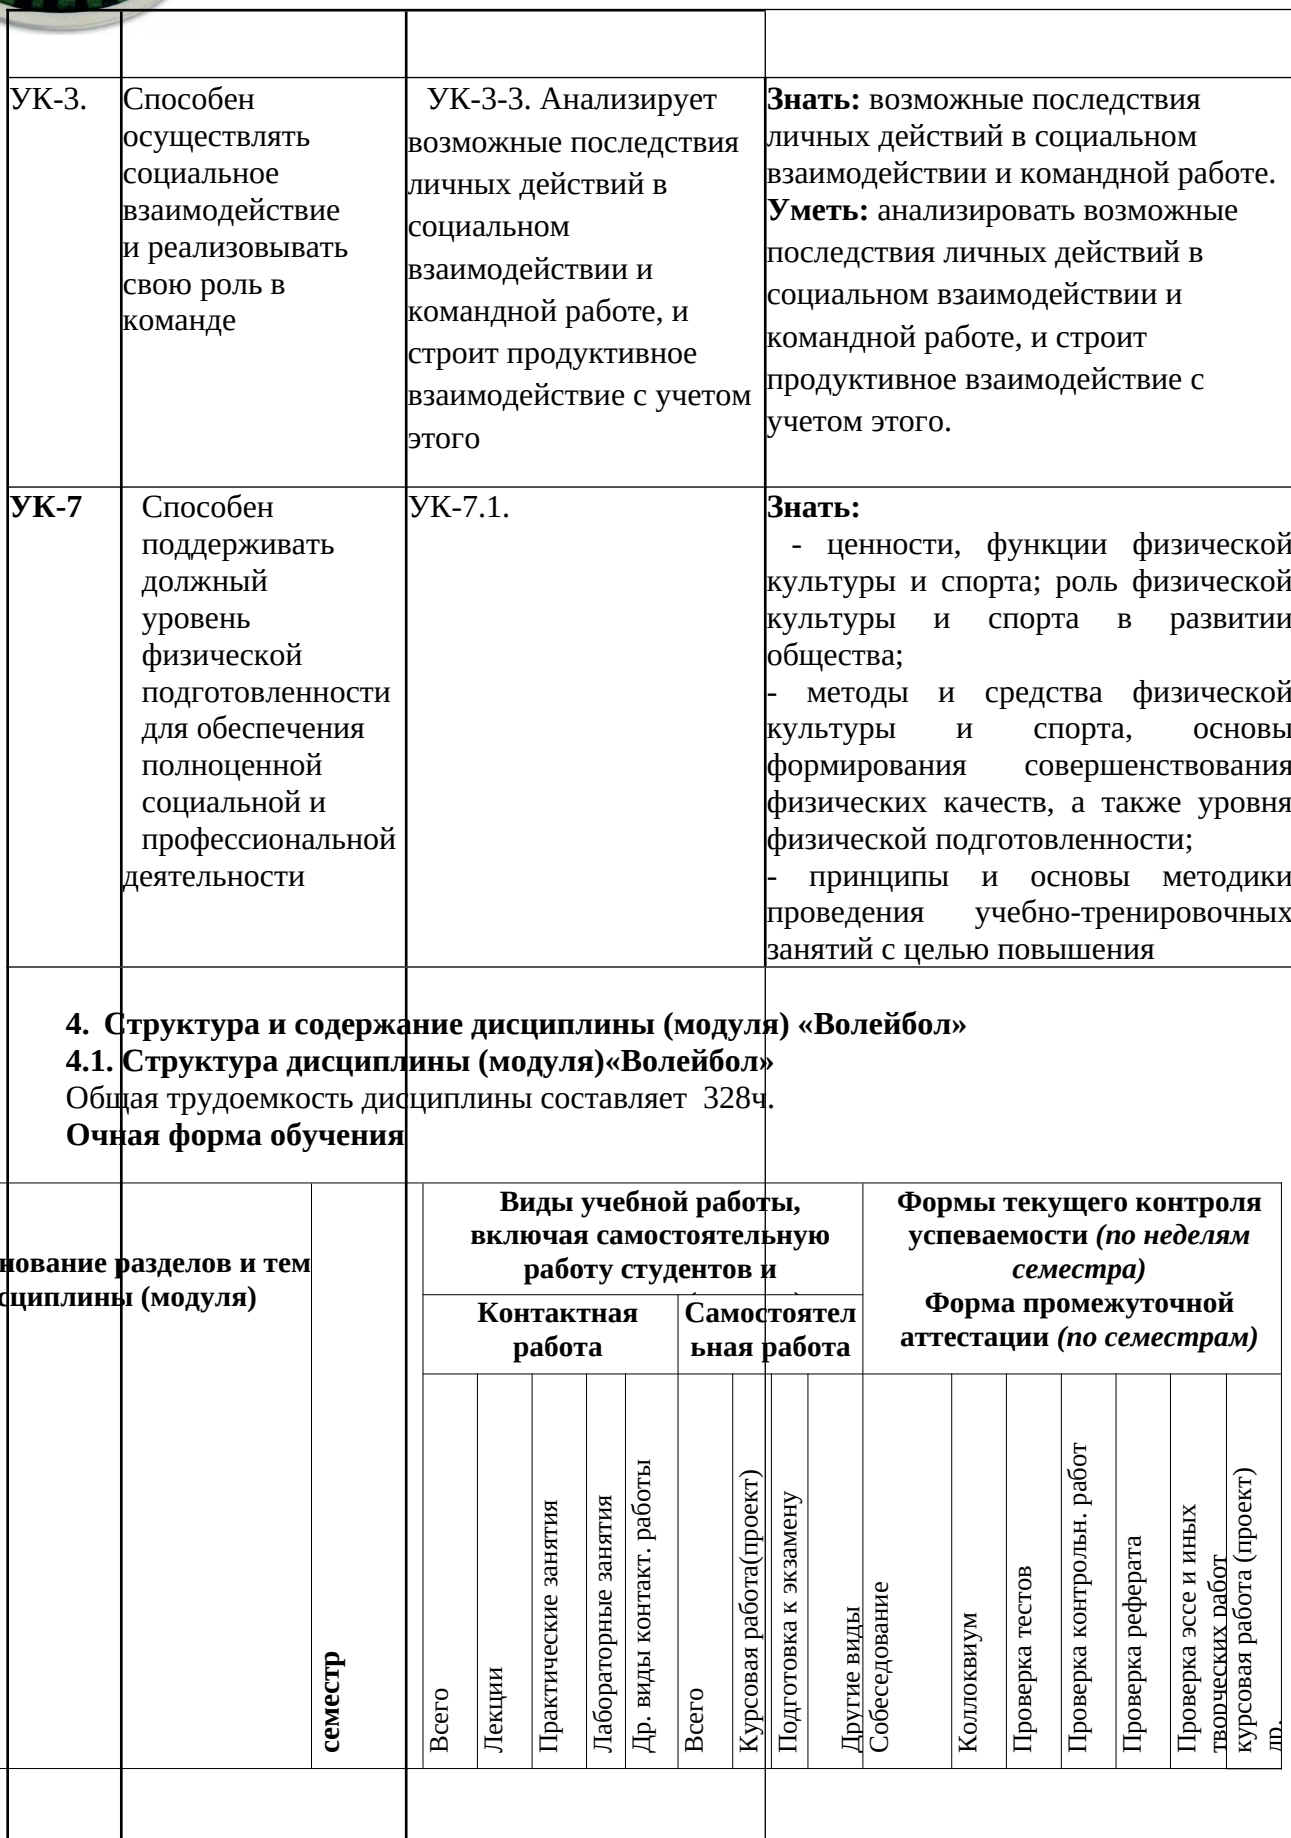 УК-3.
Способен
осуществлять
социальное
взаимодействие
и реализовывать
свою роль в
команде
УК-3-3. Анализирует
возможные последствия
личных действий в
социальном
взаимодействии и
командной работе, и
строит продуктивное
взаимодействие с учетом
этого
Знать: возможные последствия
личных действий в социальном
взаимодействии и командной работе.
Уметь: анализировать возможные
последствия личных действий в
социальном взаимодействии и
командной работе, и строит
продуктивное взаимодействие с
учетом этого.
УК-7
Способен
поддерживать
должный
уровень
физической
подготовленности
для обеспечения
полноценной
социальной и
профессиональной
деятельности
УК-7.1.
Знать:
- ценности, функции физической
культуры и спорта; роль физической
культуры и спорта в развитии
общества;
- методы и средства физической
культуры и спорта, основы
формирования совершенствования
физических качеств, а также уровня
физической подготовленности;
- принципы и основы методики
проведения учебно-тренировочных
занятий с целью повышения
4. Структура и содержание дисциплины (модуля) «Волейбол»
4.1. Структура дисциплины (модуля)«Волейбол»
Общая трудоемкость дисциплины составляет 328ч.
Очная форма обучения
нование разделов и тем
сциплины (модуля)
семестр
Виды учебной работы,
включая самостоятельную
работу студентов и
Контактная
работа
Самостоятел
ьная работа
Формы текущего контроля
успеваемости (по неделям
семестра)
Форма промежуточной
аттестации (по семестрам)
Всего
Лекции
Практические занятия
Лабораторные занятия
Др. виды контакт. работы
Всего
Курсовая работа(проект)
Подготовка к экзамену
Другие виды
Собеседование
Коллоквиум
Проверка тестов
Проверка контрольн. работ
Проверка реферата
Проверка эссе и иных
творческих работ
курсовая работа (проект)
др.